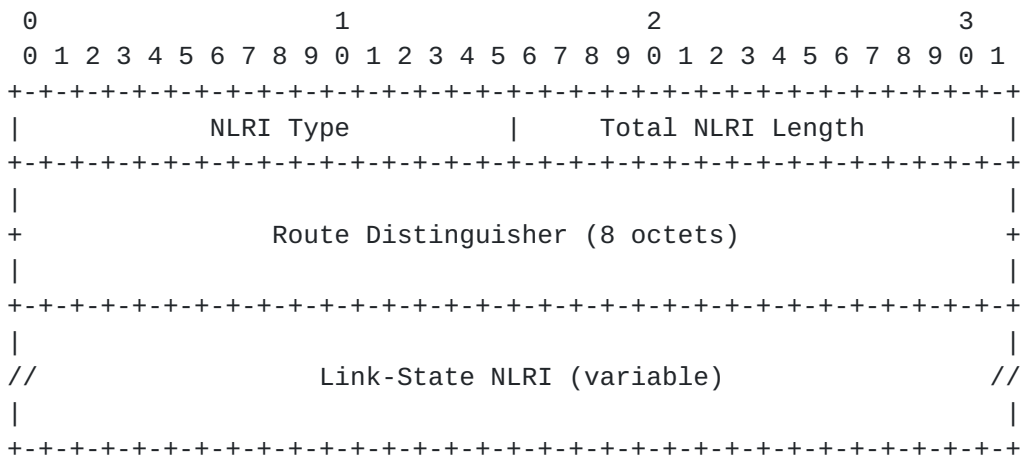 0                   1                   2                   3
 0 1 2 3 4 5 6 7 8 9 0 1 2 3 4 5 6 7 8 9 0 1 2 3 4 5 6 7 8 9 0 1
+-+-+-+-+-+-+-+-+-+-+-+-+-+-+-+-+-+-+-+-+-+-+-+-+-+-+-+-+-+-+-+-+
|            NLRI Type          |     Total NLRI Length         |
+-+-+-+-+-+-+-+-+-+-+-+-+-+-+-+-+-+-+-+-+-+-+-+-+-+-+-+-+-+-+-+-+
|                                                               |
+                Route Distinguisher (8 octets)                 +
|                                                               |
+-+-+-+-+-+-+-+-+-+-+-+-+-+-+-+-+-+-+-+-+-+-+-+-+-+-+-+-+-+-+-+-+
|                                                               |
//                  Link-State NLRI (variable)                 //
|                                                               |
+-+-+-+-+-+-+-+-+-+-+-+-+-+-+-+-+-+-+-+-+-+-+-+-+-+-+-+-+-+-+-+-+